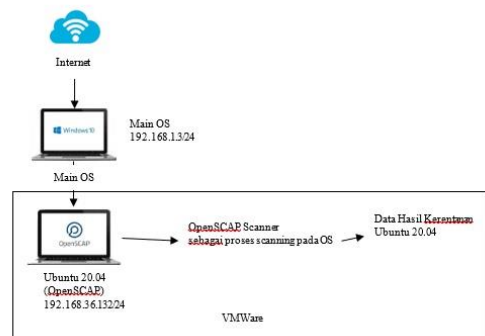 Internet
Windows 10
Main OS
192.168.1.3/24
Main OS
OpenSCAP
OpenSCAP Scanner
sebagai proses scanning pada OS
Data Hasil Kerentanan
Ubuntu 20.04
Ubuntu 20.04
(OpenSCAP)
192.168.36.132/24
VMWare